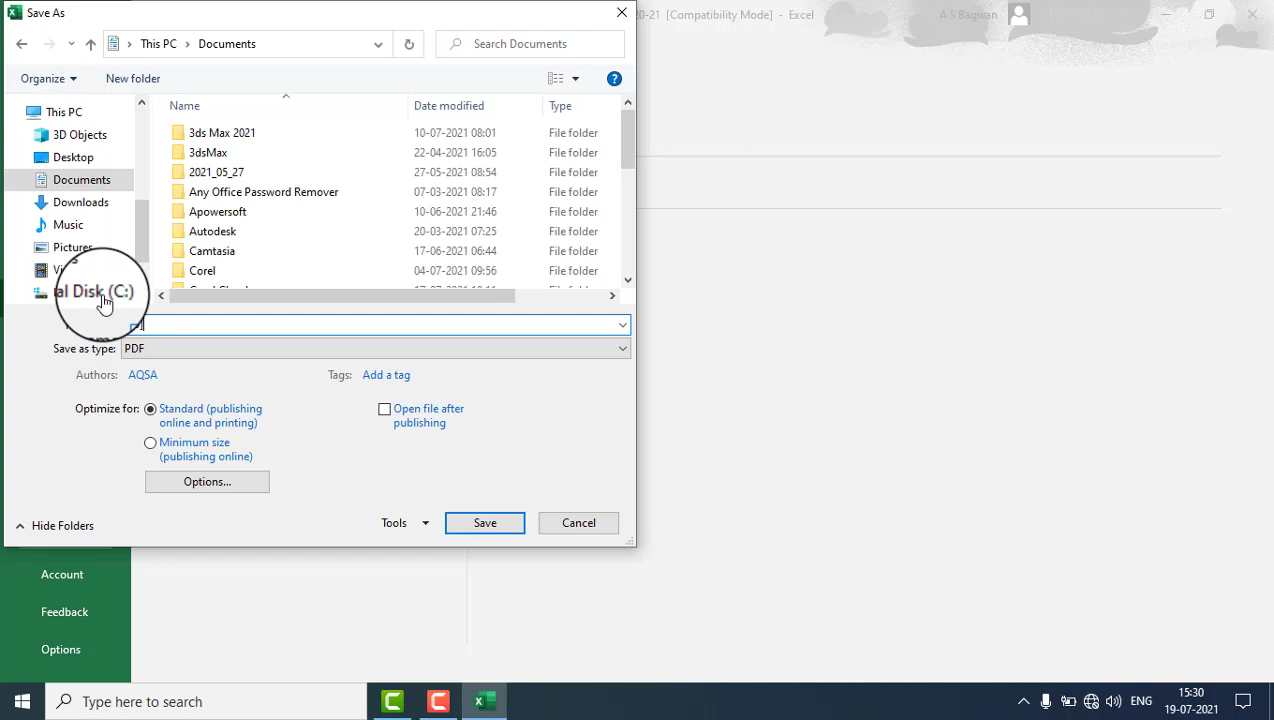 Save As
20-21 [Compatibility Mode] - Excel
A S Bagwan
This PC > Documents
Search Documents
Organize
New folder
This PC
3D Objects
Desktop
Documents
Downloads
Music
Pictures
al Disk (C:)
Name Date modified Type
3ds Max 2021 10-07-2021 08:01 File folder
3dsMax 22-04-2021 16:05 File folder
2021_05_27 27-05-2021 08:54 File folder
Any Office Password Remover 07-03-2021 08:17 File folder
Apowersoft 10-06-2021 21:46 File folder
Autodesk 20-03-2021 07:25 File folder
Camtasia 17-06-2021 06:44 File folder
Corel 04-07-2021 09:56 File folder
Save as type: PDF
Authors: AQSA
Tags: Add a tag
Optimize for: Standard (publishing
online and printing)
Minimum size
(publishing online)
Open file after
publishing
Options...
Hide Folders
Tools
Save
Cancel
Account
Feedback
Options
Type here to search
ENG
15:30
19-07-2021